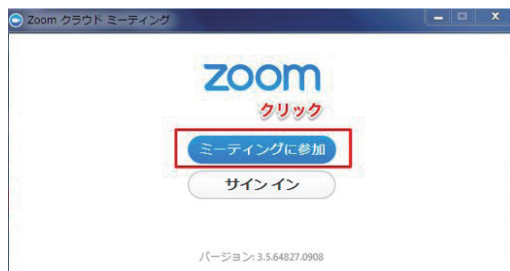 Zoom クラウド ミーティング
zoom
クリック
ミーティングに参加
サイン イン
バージョン: 3.5.64827.0908